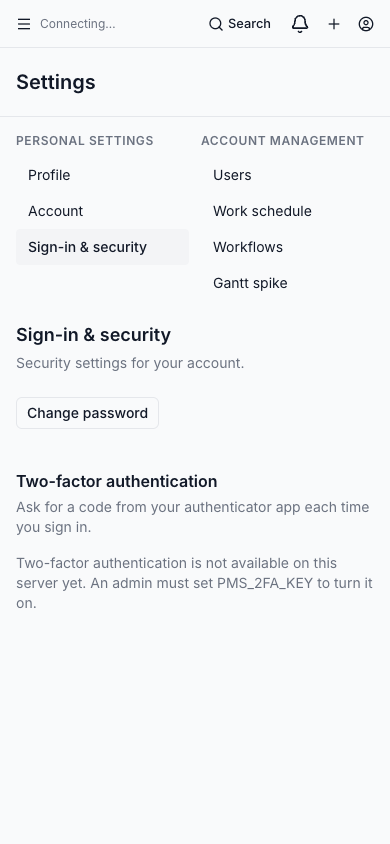 Connecting...
Search
Settings
PERSONAL SETTINGS
Profile
Account
Sign-in & security
ACCOUNT MANAGEMENT
Users
Work schedule
Workflows
Gantt spike
Sign-in & security
Security settings for your account.
Change password
Two-factor authentication
Ask for a code from your authenticator app each time
you sign in.
Two-factor authentication is not available on this
server yet. An admin must set PMS_2FA_KEY to turn it
on.